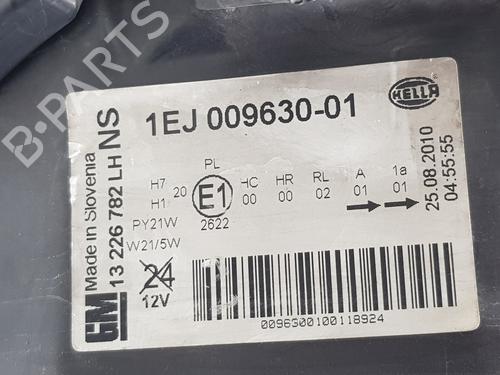 B-PARTS
GM
Made in Slovenia
13 226 782 LH NS
1EJ 009630-01
HELLA
PL
H7
H1
20
E1
2622
HC
00
HR
00
RL
02
A
01
1a
01
PY21W
W21/5W
24
12V
25.08.2010
04:55:55
0096300100118924